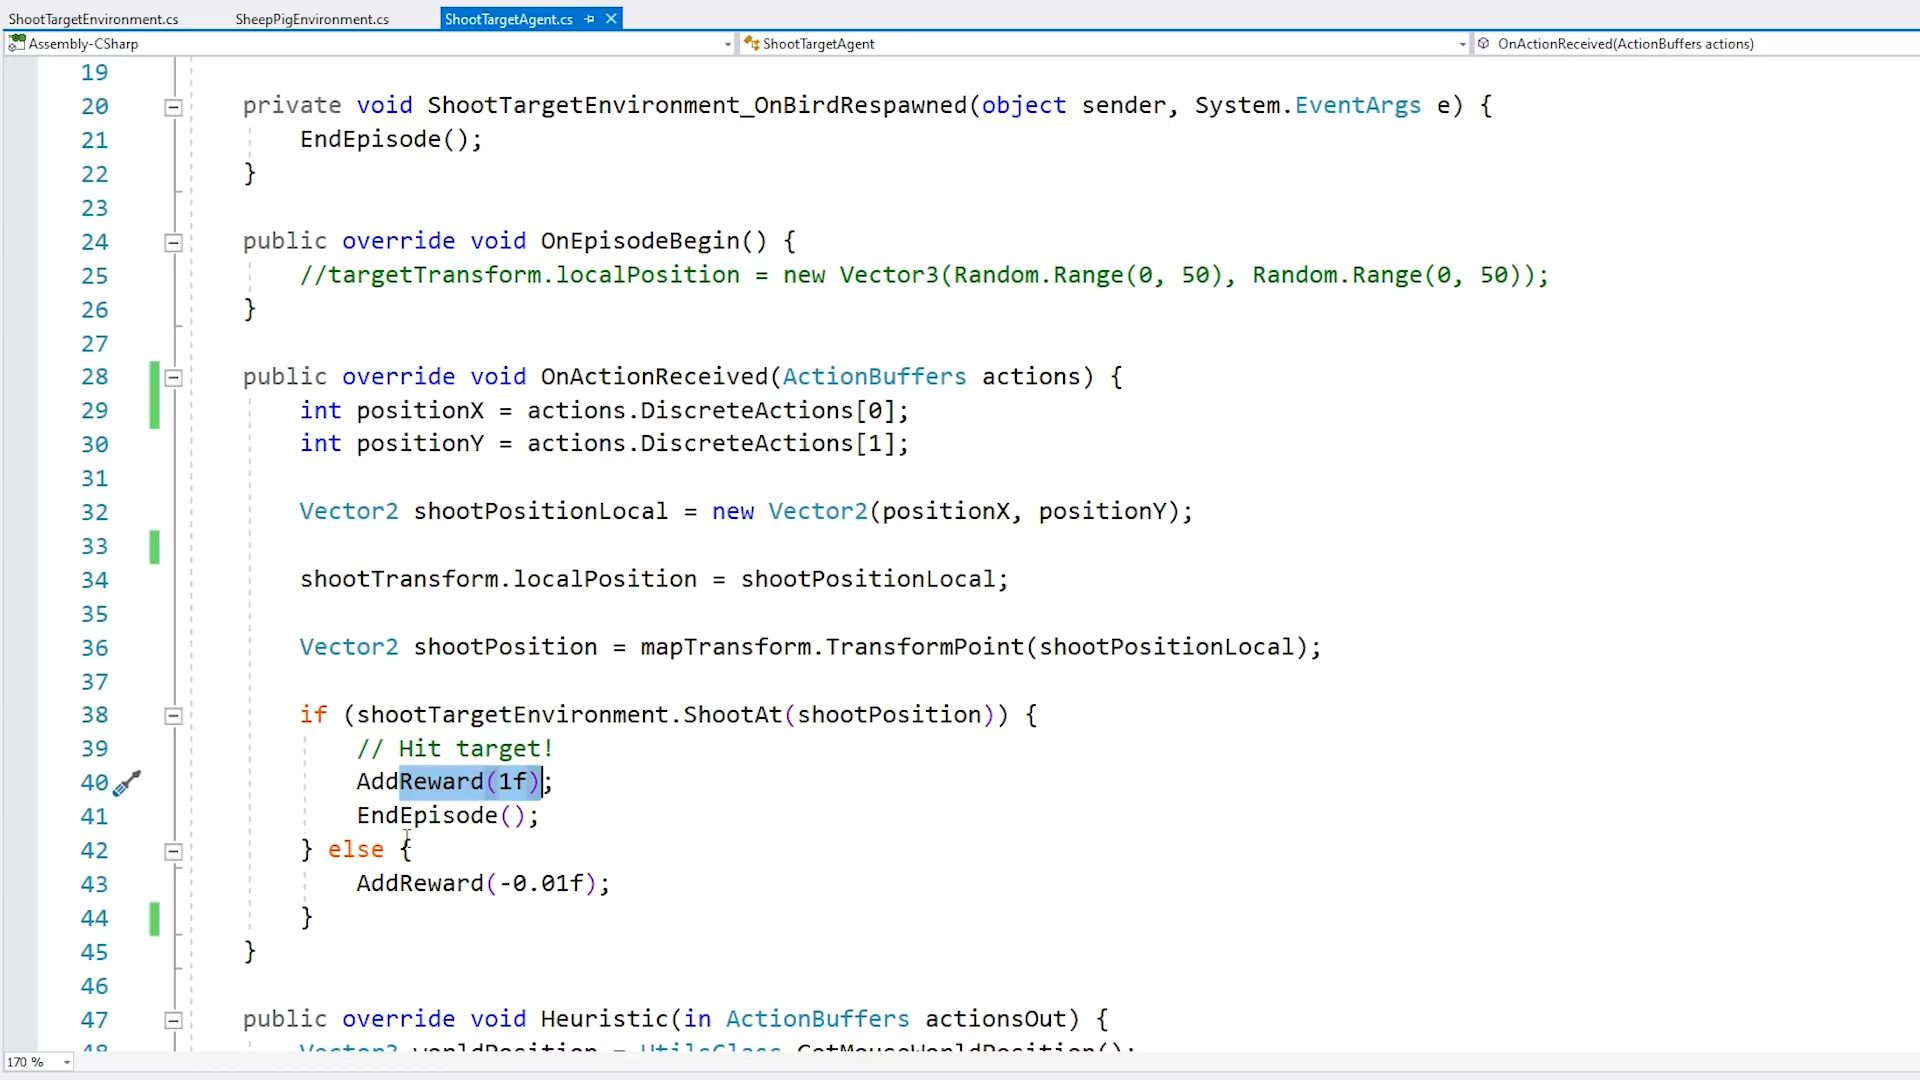 ShootTargetEnvironment.cs SheepPigEnvironment.cs ShootTargetAgent.cs
Assembly-CSharp ShootTargetAgent OnActionReceived(ActionBuffers actions)
19
20 private void ShootTargetEnvironment_OnBirdRespawned(object sender, System.EventArgs e) {
21 EndEpisode();
22 }
23
24 public override void OnEpisodeBegin() {
25 //targetTransform.localPosition = new Vector3(Random.Range(0, 50), Random.Range(0, 50));
26 }
27
28 public override void OnActionReceived(ActionBuffers actions) {
29 int positionX = actions.DiscreteActions[0];
30 int positionY = actions.DiscreteActions[1];
31
32 Vector2 shootPositionLocal = new Vector2(positionX, positionY);
33
34 shootTransform.localPosition = shootPositionLocal;
35
36 Vector2 shootPosition = mapTransform.TransformPoint(shootPositionLocal);
37
38 if (shootTargetEnvironment.ShootAt(shootPosition)) {
39 // Hit target!
40 AddReward(1f);
41 EndEpisode();
42 } else {
43 AddReward(-0.01f);
44 }
45 }
46
47 public override void Heuristic(in ActionBuffers actionsOut) {
48 Vector3 worldPosition = UtilsClass.GetMouseWorldPosition();
170 %